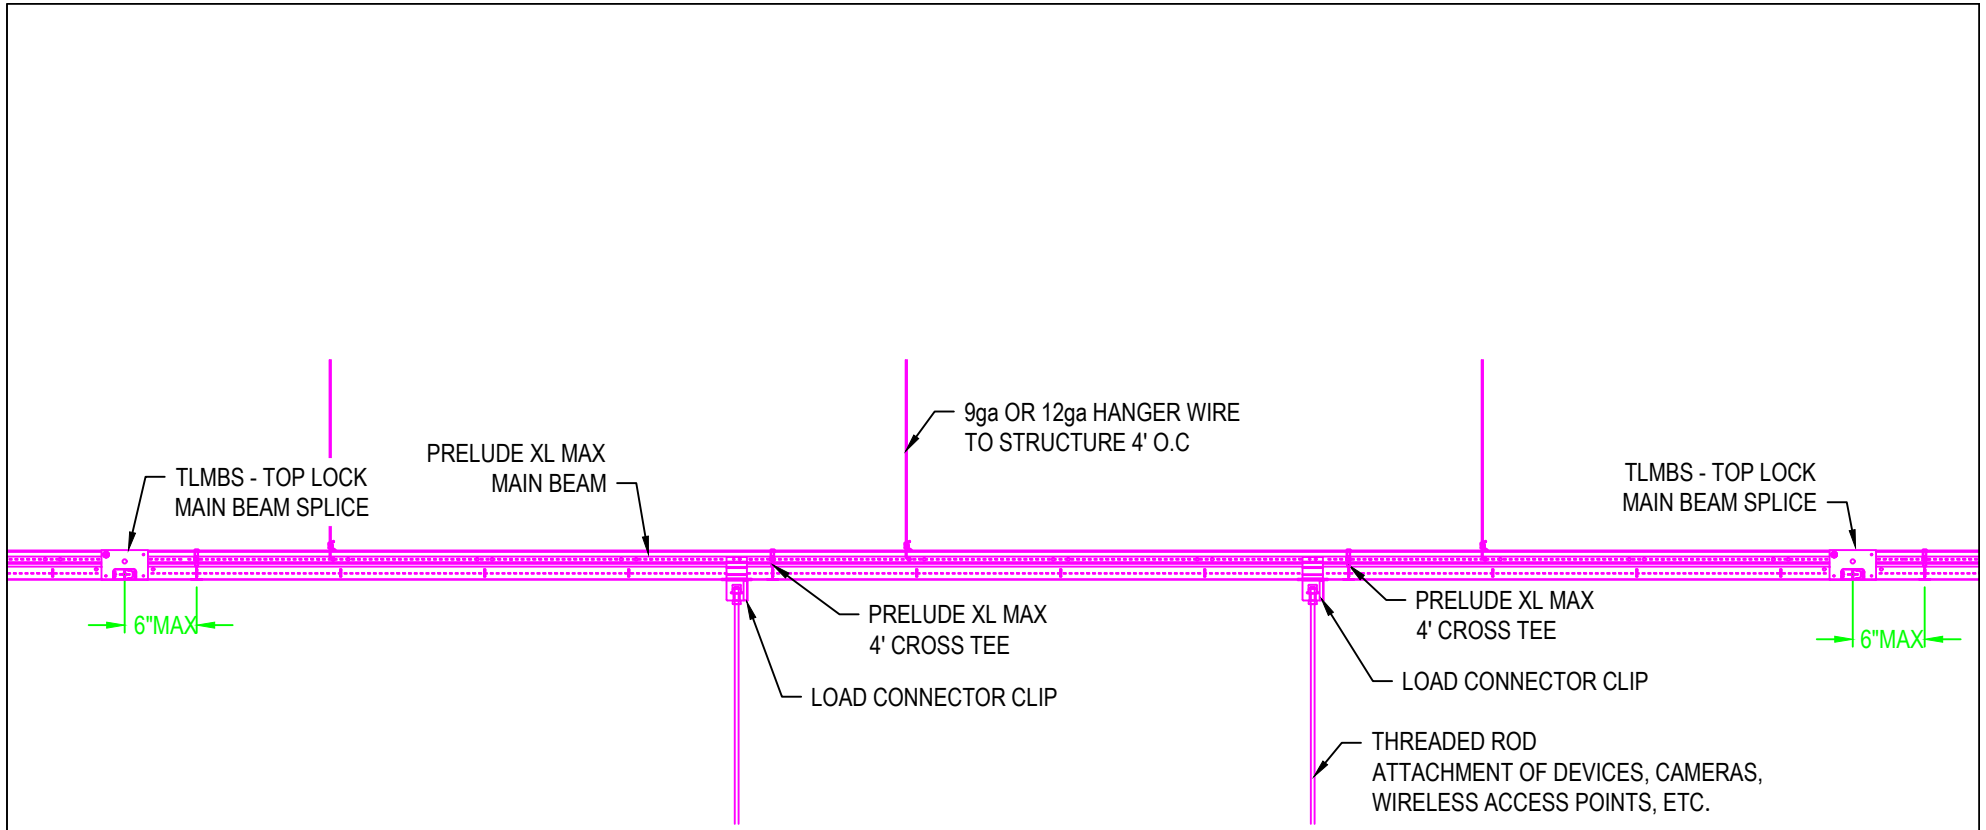 9ga OR 12ga HANGER WIRE
TO STRUCTURE 4' O.C
PRELUDE XL MAX
MAIN BEAM
TLMBS - TOP LOCK
MAIN BEAM SPLICE
TLMBS - TOP LOCK
MAIN BEAM SPLICE
6"MAX
PRELUDE XL MAX
4' CROSS TEE
PRELUDE XL MAX
4' CROSS TEE
6"MAX
LOAD CONNECTOR CLIP
LOAD CONNECTOR CLIP
THREADED ROD
ATTACHMENT OF DEVICES, CAMERAS,
WIRELESS ACCESS POINTS, ETC.